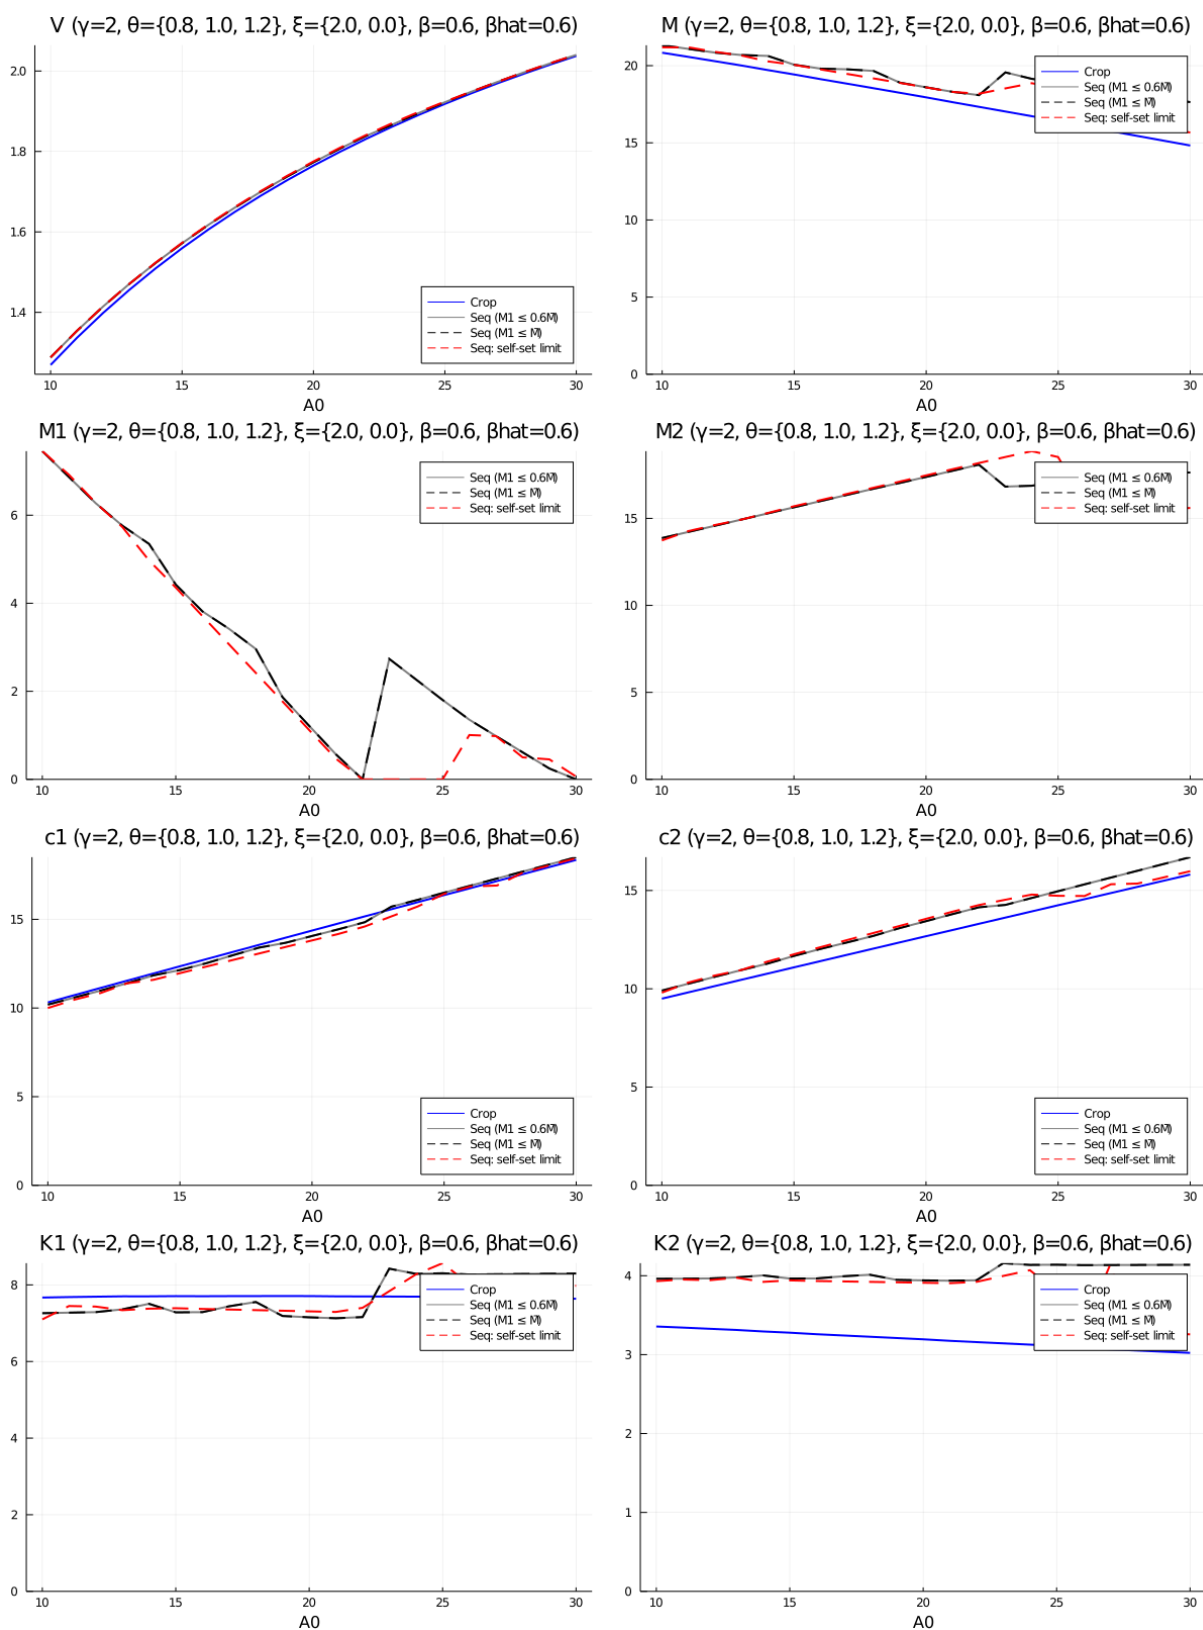 V (γ=2, θ={0.8, 1.0, 1.2}, ξ={2.0, 0.0}, β=0.6, βhat=0.6)
2.0
1.8
1.6
1.4
10 15 20 25 30
A0
Crop
Seq (M1 ≤ 0.6M̄)
Seq (M1 ≤ M̄)
Seq: self-set limit
M (γ=2, θ={0.8, 1.0, 1.2}, ξ={2.0, 0.0}, β=0.6, βhat=0.6)
20
15
10
5
0
10 15 20 25 30
A0
Crop
Seq (M1 ≤ 0.6M̄)
Seq (M1 ≤ M̄)
Seq: self-set limit
M1 (γ=2, θ={0.8, 1.0, 1.2}, ξ={2.0, 0.0}, β=0.6, βhat=0.6)
6
4
2
0
10 15 20 25 30
A0
Seq (M1 ≤ 0.6M̄)
Seq (M1 ≤ M̄)
Seq: self-set limit
M2 (γ=2, θ={0.8, 1.0, 1.2}, ξ={2.0, 0.0}, β=0.6, βhat=0.6)
15
10
5
0
10 15 20 25 30
A0
Seq (M1 ≤ 0.6M̄)
Seq (M1 ≤ M̄)
Seq: self-set limit
c1 (γ=2, θ={0.8, 1.0, 1.2}, ξ={2.0, 0.0}, β=0.6, βhat=0.6)
15
10
5
0
10 15 20 25 30
A0
Crop
Seq (M1 ≤ 0.6M̄)
Seq (M1 ≤ M̄)
Seq: self-set limit
c2 (γ=2, θ={0.8, 1.0, 1.2}, ξ={2.0, 0.0}, β=0.6, βhat=0.6)
15
10
5
0
10 15 20 25 30
A0
Crop
Seq (M1 ≤ 0.6M̄)
Seq (M1 ≤ M̄)
Seq: self-set limit
K1 (γ=2, θ={0.8, 1.0, 1.2}, ξ={2.0, 0.0}, β=0.6, βhat=0.6)
8
6
4
2
0
10 15 20 25 30
A0
Crop
Seq (M1 ≤ 0.6M̄)
Seq (M1 ≤ M̄)
Seq: self-set limit
K2 (γ=2, θ={0.8, 1.0, 1.2}, ξ={2.0, 0.0}, β=0.6, βhat=0.6)
4
3
2
1
0
10 15 20 25 30
A0
Crop
Seq (M1 ≤ 0.6M̄)
Seq (M1 ≤ M̄)
Seq: self-set limit